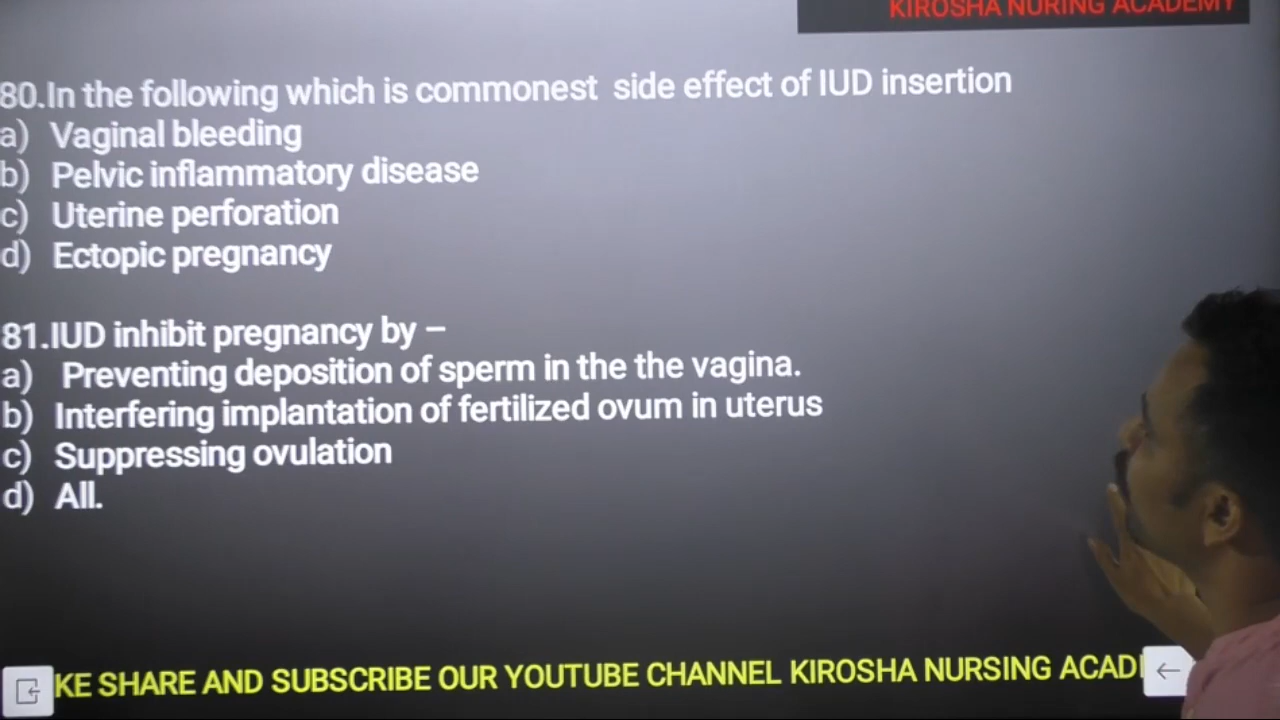 KIROSHA NURING ACADEMY
80.In the following which is commonest side effect of IUD insertion
a) Vaginal bleeding
b) Pelvic inflammatory disease
c) Uterine perforation
d) Ectopic pregnancy
81.IUD inhibit pregnancy by –
a) Preventing deposition of sperm in the the vagina.
b) Interfering implantation of fertilized ovum in uterus
c) Suppressing ovulation
d) All.
KE SHARE AND SUBSCRIBE OUR YOUTUBE CHANNEL KIROSHA NURSING ACAD